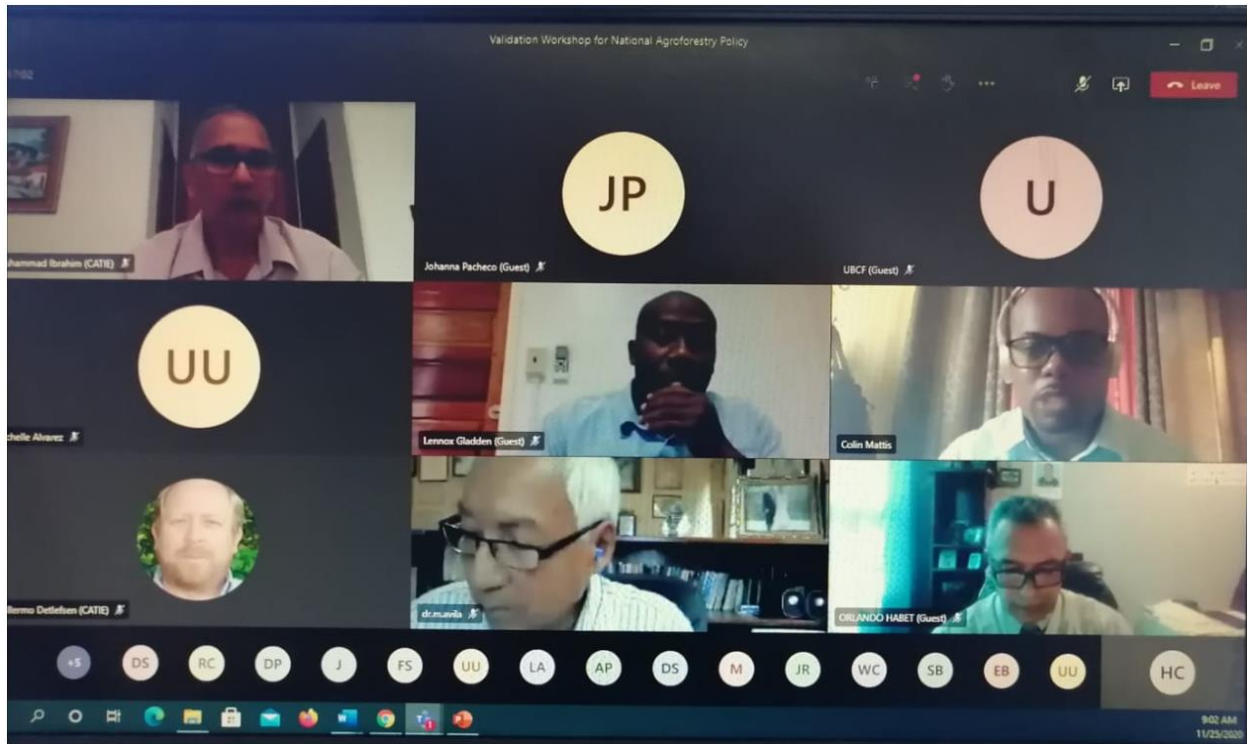 Validation Workshop for National Agroforestry Policy
17:02
Leave
JP
U
hammad Ibrahim (CATIE)
Johanna Pacheco (Guest)
UBCF (Guest)
UU
chelle Alvarez
Lennox Gladden (Guest)
Colin Mattis
llermo Detlefsen (CATIE)
dr.m.avila
ORLANDO HABET (Guest)
+5 DS RC DP J FS UU LA AP DS M JR WC SB EB UU HC
9:02 AM
11/25/2020